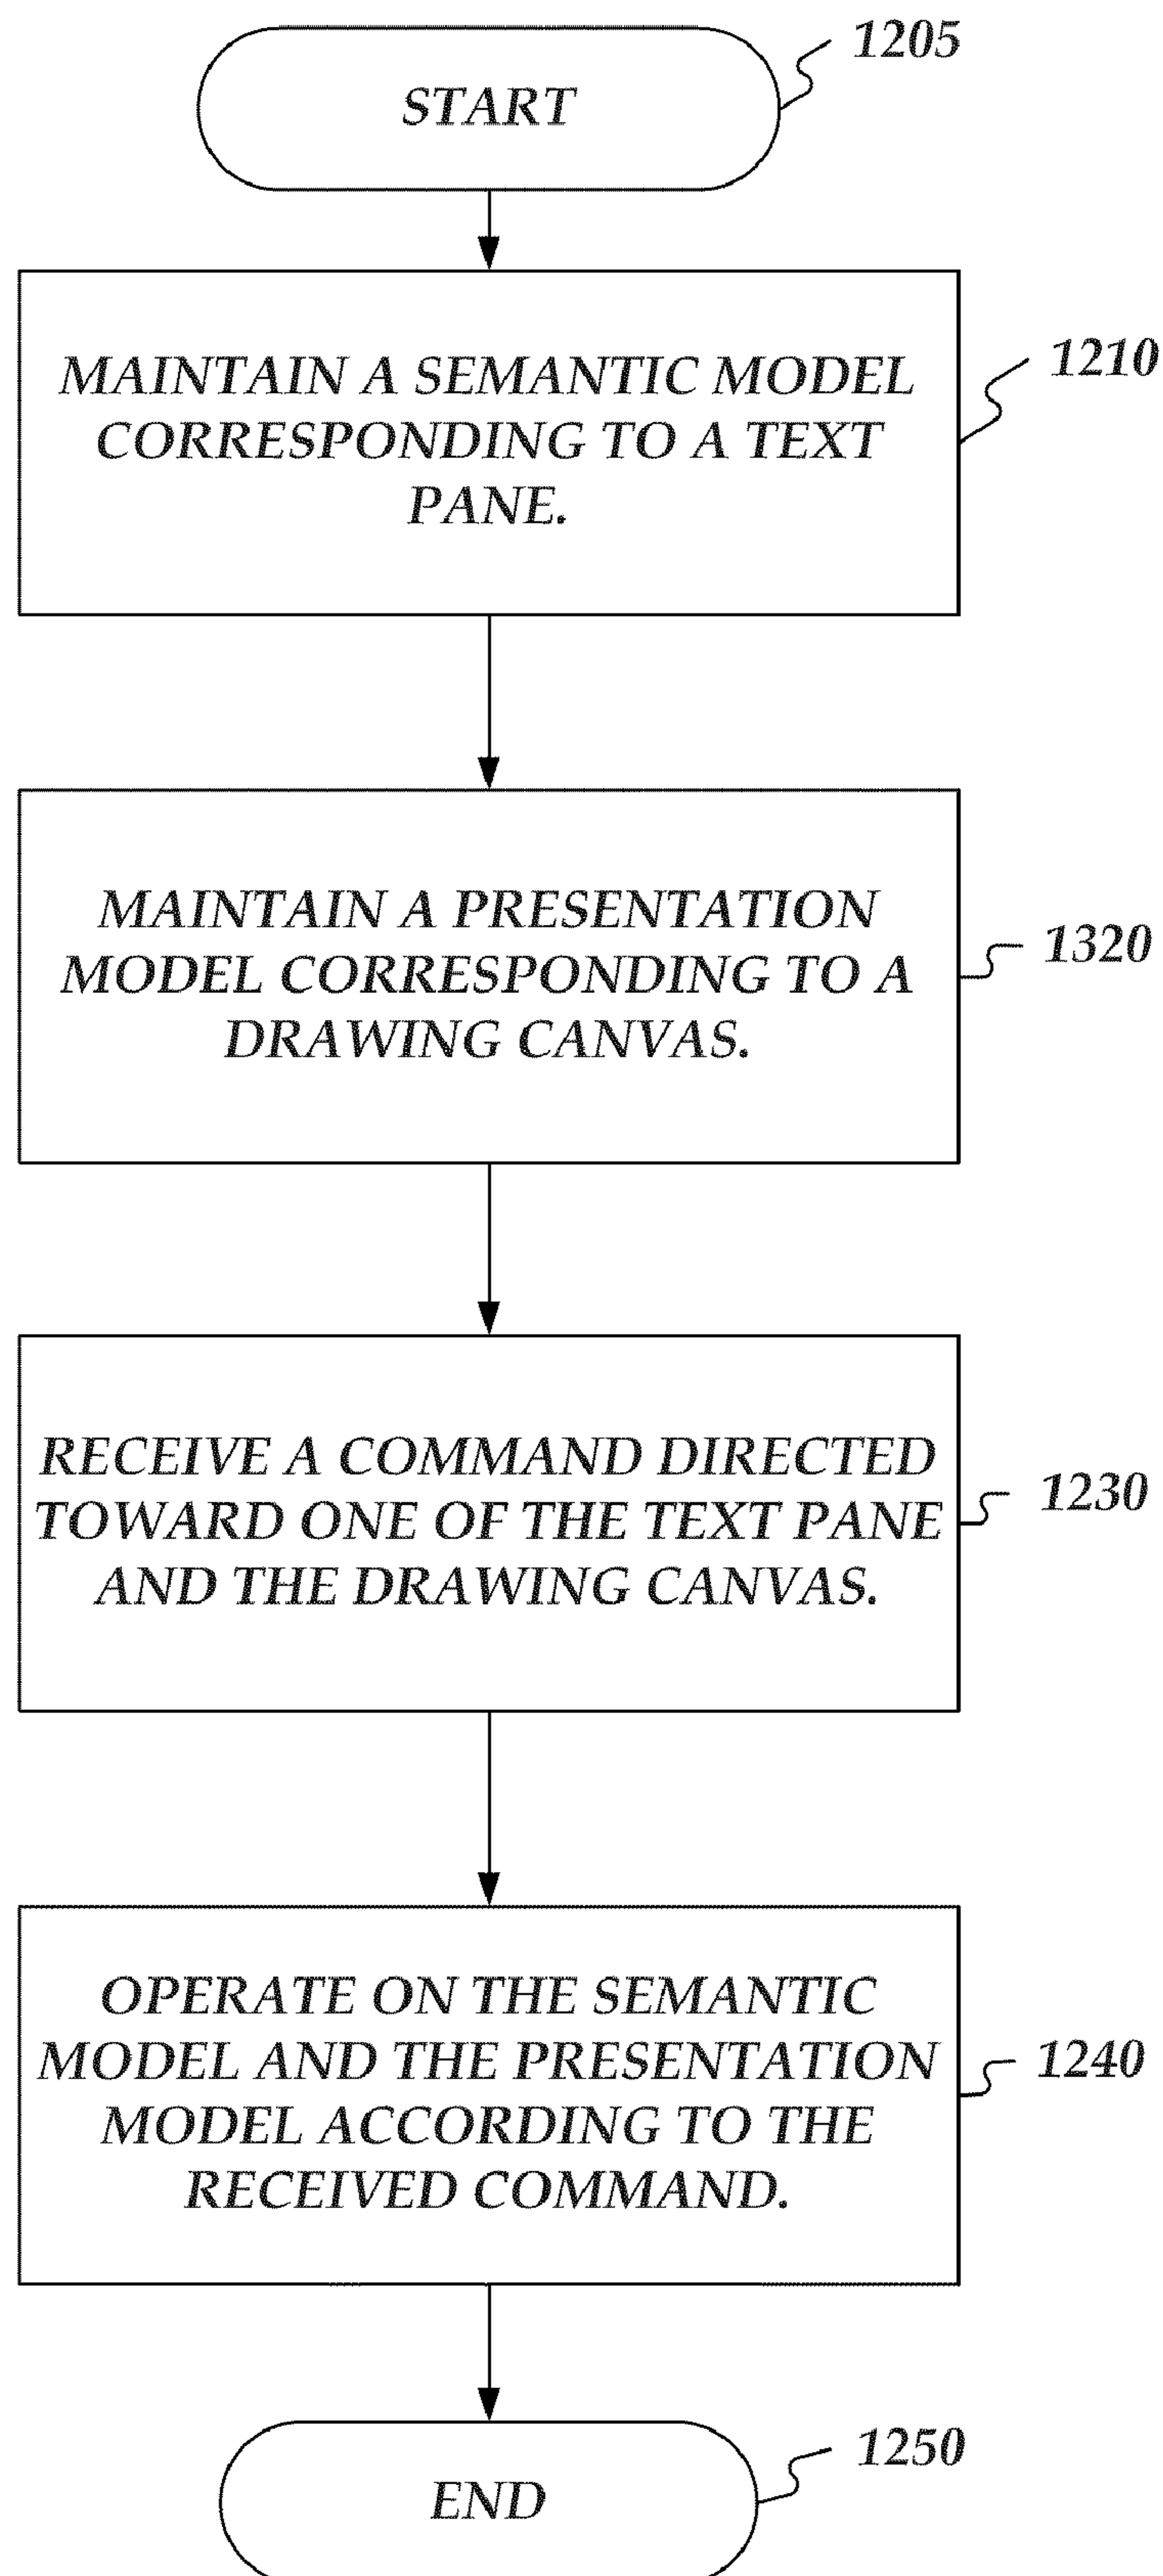 START
1205
MAINTAIN A SEMANTIC MODEL
CORRESPONDING TO A TEXT
PANE.
1210
MAINTAIN A PRESENTATION
MODEL CORRESPONDING TO A
DRAWING CANVAS.
1320
RECEIVE A COMMAND DIRECTED
TOWARD ONE OF THE TEXT PANE
AND THE DRAWING CANVAS.
1230
OPERATE ON THE SEMANTIC
MODEL AND THE PRESENTATION
MODEL ACCORDING TO THE
RECEIVED COMMAND.
1240
END
1250